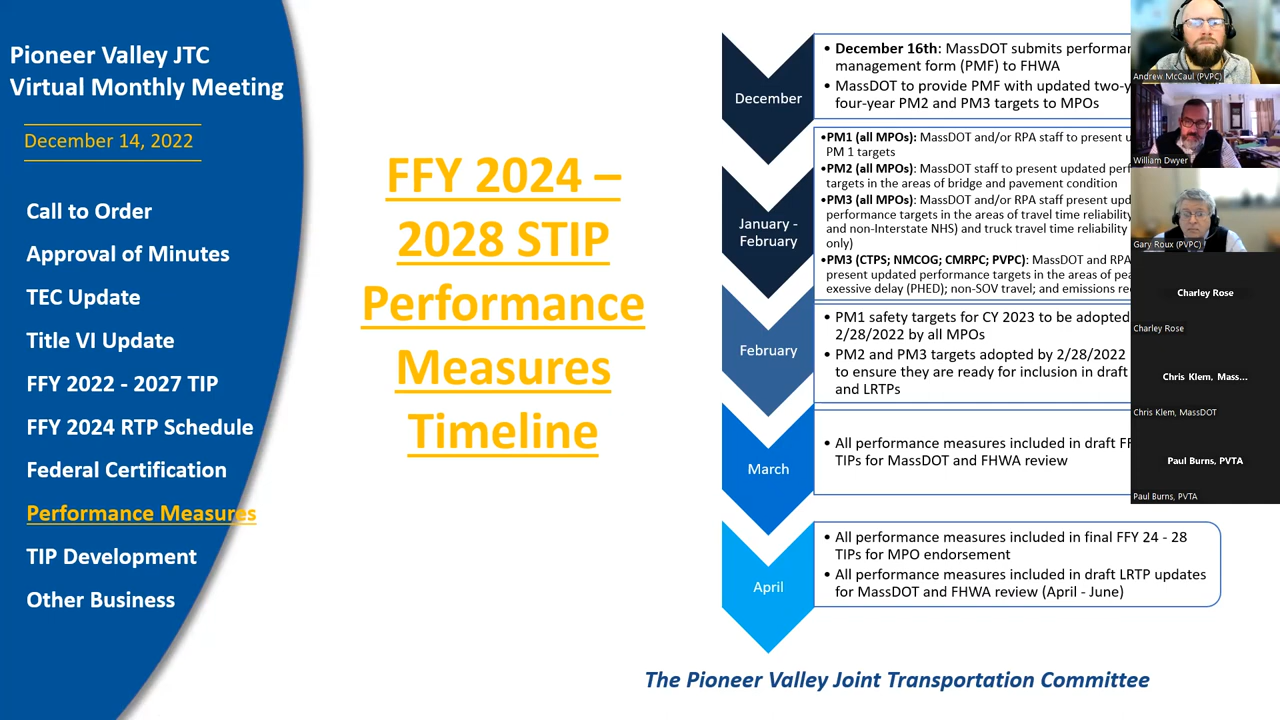 Pioneer Valley JTC
Virtual Monthly Meeting
December 14, 2022
Call to Order
Approval of Minutes
TEC Update
Title VI Update
FFY 2022 - 2027 TIP
FFY 2024 RTP Schedule
Federal Certification
Performance Measures
TIP Development
Other Business
FFY 2024 –
2028 STIP
Performance
Measures
Timeline
December
• December 16th: MassDOT submits
management form (PMF) to FHWA
• MassDOT to provide PMF with updated
four-year PM2 and PM3 targets to MPOs
January -
February
•PM1 (all MPOs): MassDOT and/or RPA staff to present
PM 1 targets
•PM2 (all MPOs): MassDOT staff to present updated
targets in the areas of bridge and pavement condition
•PM3 (all MPOs): MassDOT and/or RPA staff present
performance targets in the areas of travel time reliability
and non-Interstate NHS) and truck travel time reliability
only)
•PM3 (CTPS; NMCOG; CMRPC; PVPC): MassDOT and RPA
present updated performance targets in the areas of
exessive delay (PHED); non-SOV travel; and emissions
February
• PM1 safety targets for CY 2023 to be adopted
2/28/2022 by all MPOs
• PM2 and PM3 targets adopted by 2/28/2022
to ensure they are ready for inclusion in draft
and LRTPs
March
• All performance measures included in draft
TIPs for MassDOT and FHWA review
April
• All performance measures included in final FFY 24 - 28
TIPs for MPO endorsement
• All performance measures included in draft LRTP updates
for MassDOT and FHWA review (April - June)
The Pioneer Valley Joint Transportation Committee
Andrew McCaul (PVPC)
William Dwyer
Gary Roux (PVPC)
Charley Rose
Charley Rose
Chris Klem, Mass...
Chris Klem, MassDOT
Paul Burns, PVTA
Paul Burns, PVTA